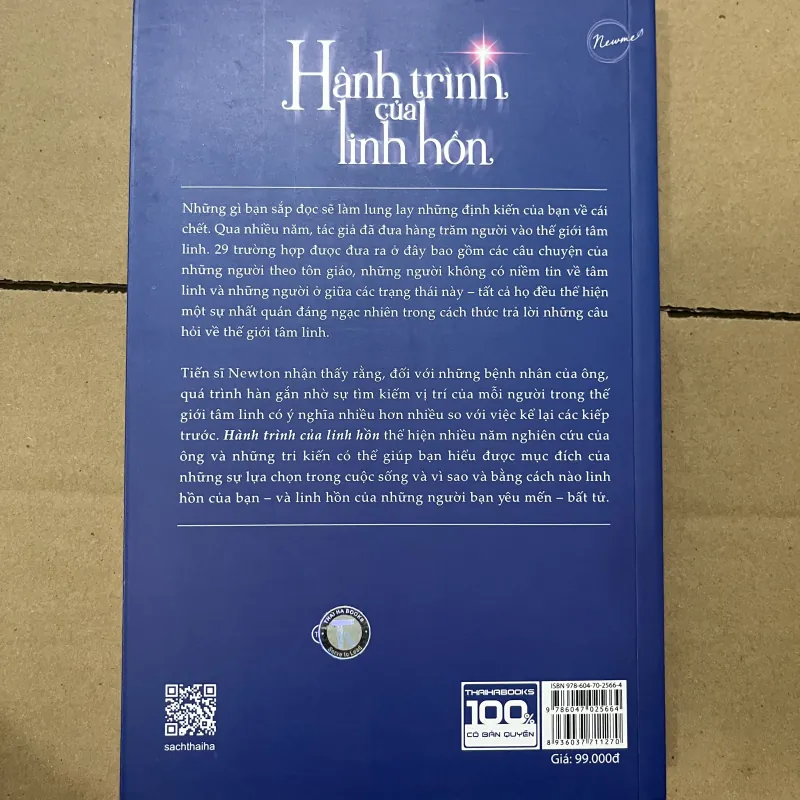 Newme
Hành trình
của
linh hồn
Những gì bạn sắp đọc sẽ làm lung lay những định kiến của bạn về cái
chết. Qua nhiều năm, tác giả đã đưa hàng trăm người vào thế giới tâm
linh. 29 trường hợp được đưa ra ở đây bao gồm các câu chuyện của
những người theo tôn giáo, những người không có niềm tin về tâm
linh và những người ở giữa các trạng thái này – tất cả họ đều thể hiện
một sự nhất quán đáng ngạc nhiên trong cách thức trả lời những câu
hỏi về thế giới tâm linh.
Tiến sĩ Newton nhận thấy rằng, đối với những bệnh nhân của ông,
quá trình hàn gắn nhờ sự tìm kiếm vị trí của mỗi người trong thế
giới tâm linh có ý nghĩa nhiều hơn nhiều so với việc kể lại các kiếp
trước. Hành trình của linh hồn thể hiện nhiều năm nghiên cứu của
ông và những tri kiến có thể giúp bạn hiểu được mục đích của
những sự lựa chọn trong cuộc sống và vì sao và bằng cách nào linh
hồn của bạn – và linh hồn của những người bạn yêu mến – bất tử.
THAI HA BOOKS
T
Serve to Lead
sachthaiha
THAIHABOOKS
100%
CÓ BẢN QUYỀN
ISBN 978-604-70-2566-4
9 786047 025664
8 936037 711270
Giá: 99.000đ